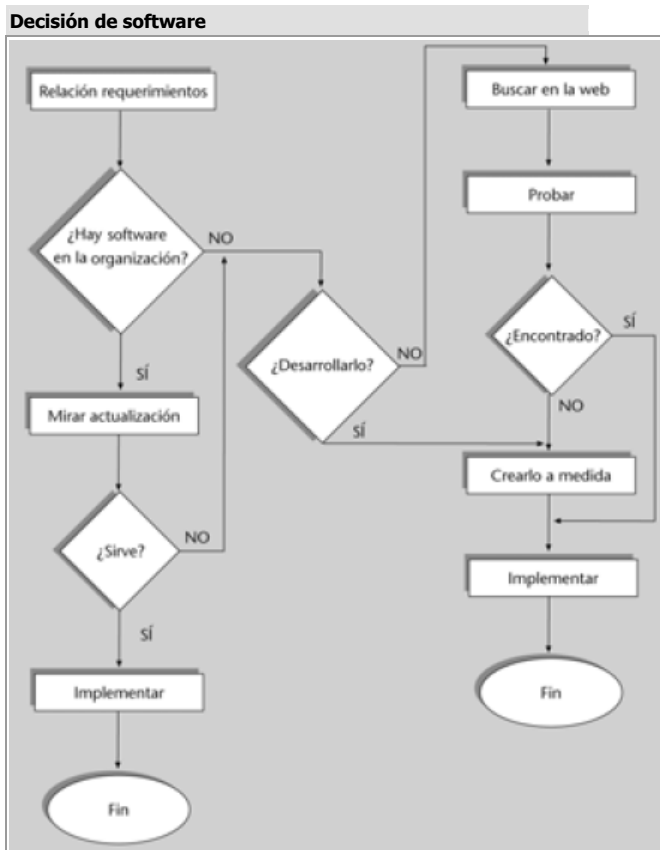 Decisión de software
Relación requerimientos
¿Hay software
en la organización?
NO
SÍ
Mirar actualización
¿Sirve?
NO
SÍ
Implementar
Fin
¿Desarrollarlo?
NO
SÍ
Buscar en la web
Probar
¿Encontrado?
SÍ
NO
Crearlo a medida
Implementar
Fin